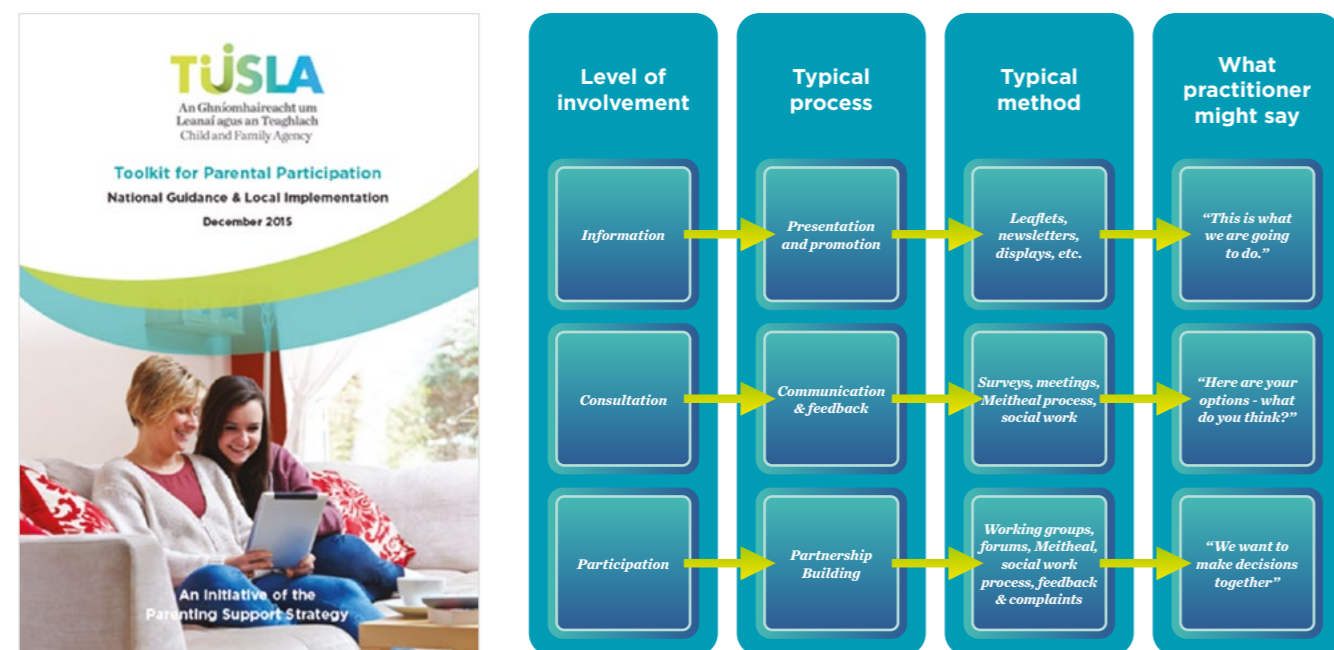 TUSLA
An Ghníomhaireacht um
Leanaí agus an Teaghlach
Child and Family Agency
Toolkit for Parental Participation
National Guidance & Local Implementation
December 2015
An Initiative of the
Parenting Support Strategy
Level of
involvement
Typical
process
Typical
method
What
practitioner
might say
Information
Presentation
and promotion
Leaflets,
newsletters,
displays, etc.
“This is what
we are going
to do.”
Consultation
Communication
& feedback
Surveys, meetings,
Meitheal process,
social work
“Here are your
options - what
do you think?”
Participation
Partnership
Building
Working groups,
forums, Meitheal,
social work
process, feedback
& complaints
“We want to
make decisions
together”